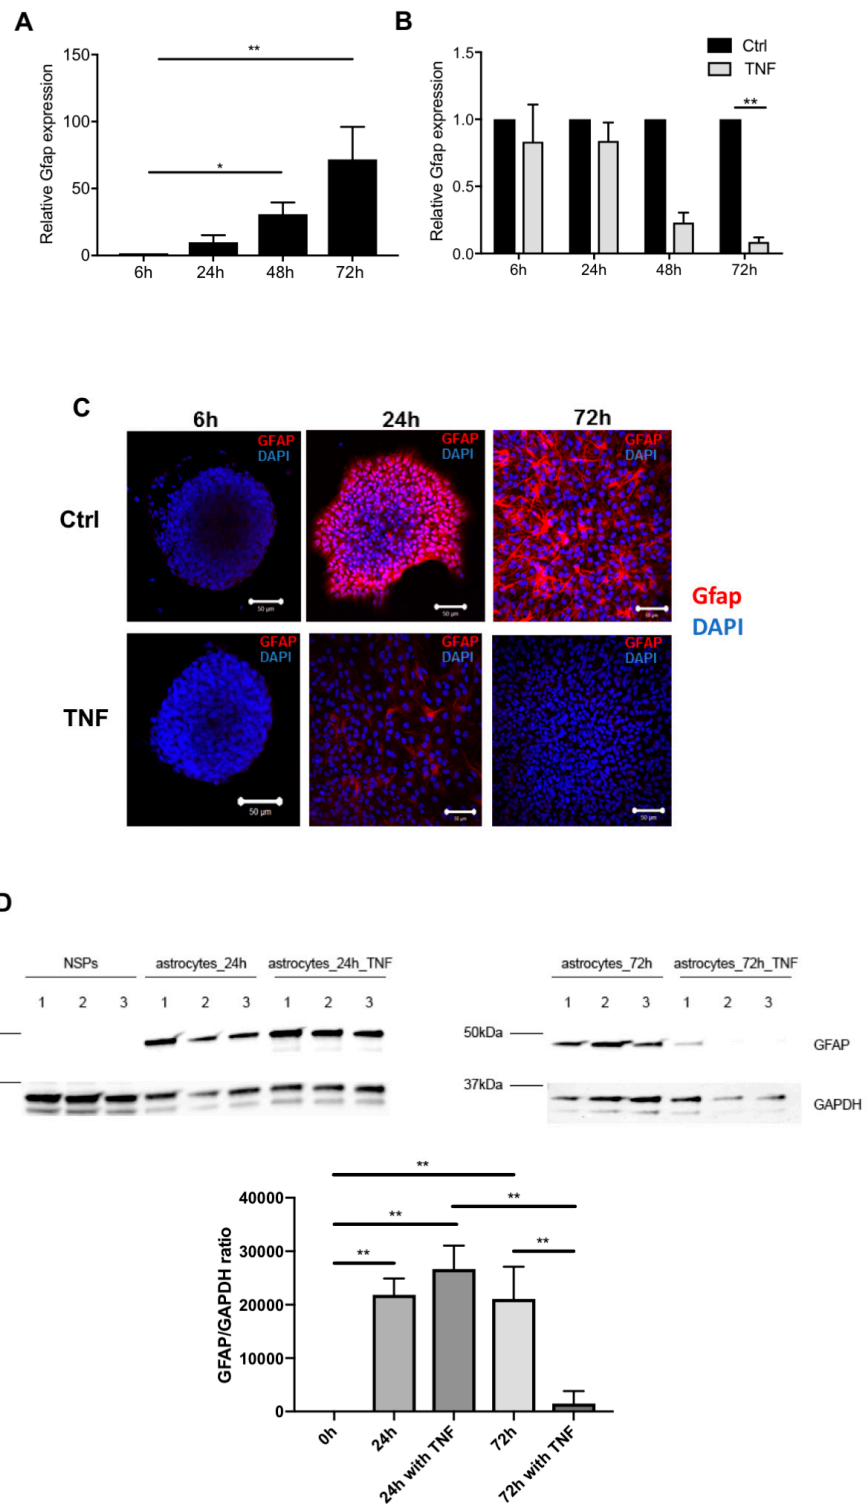 A
Relative Gfap expression
150
100
50
0
**
*
6h 24h 48h 72h
B
Relative Gfap expression
1.5
1.0
0.5
0.0
Ctrl
TNF
**
6h 24h 48h 72h
C
6h 24h 72h
Ctrl
GFAP
DAPI
50 µm
GFAP
DAPI
50 µm
GFAP
DAPI
Gfap
DAPI
TNF
GFAP
DAPI
50 µm
GFAP
DAPI
GFAP
DAPI
50 µm
D
NSPs astrocytes_24h astrocytes_24h_TNF
1 2 3 1 2 3 1 2 3
astrocytes_72h astrocytes_72h_TNF
1 2 3 1 2 3
50kDa
GFAP
37kDa
GAPDH
GFAP/GAPDH ratio
40000
30000
20000
10000
0
**
**
**
**
**
0h 24h 24h with TNF 72h 72h with TNF